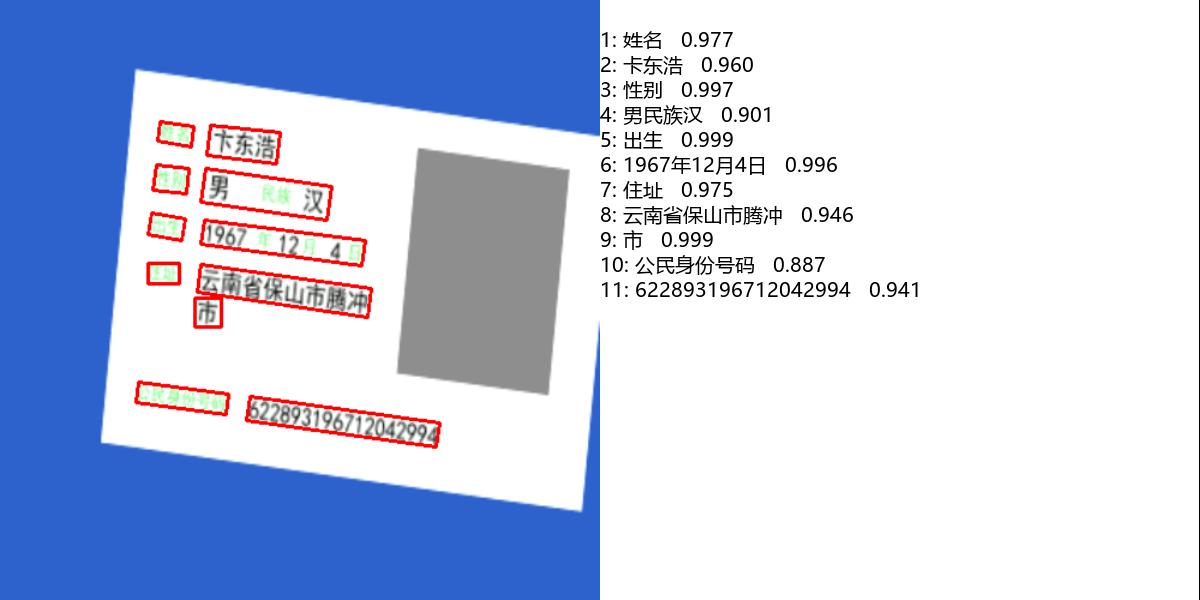 姓名 卞东浩
性别 男 民族 汉
出生 1967 年 12 月 4 日
住址 云南省保山市腾冲
市
公民身份号码 622893196712042994
1: 姓名 0.977
2: 卡东浩 0.960
3: 性别 0.997
4: 男民族汉 0.901
5: 出生 0.999
6: 1967年12月4日 0.996
7: 住址 0.975
8: 云南省保山市腾冲 0.946
9: 市 0.999
10: 公民身份号码 0.887
11: 622893196712042994 0.941